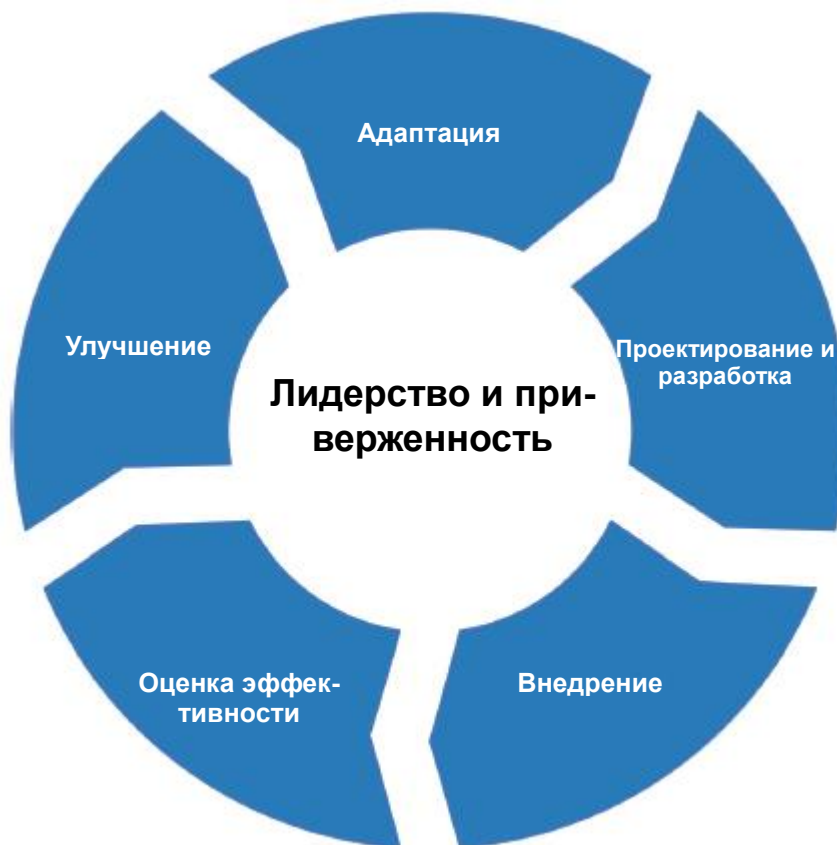 Адаптация
Улучшение
Проектирование и
разработка
Лидерство и при-
верженность
Оценка эффек-
тивности
Внедрение